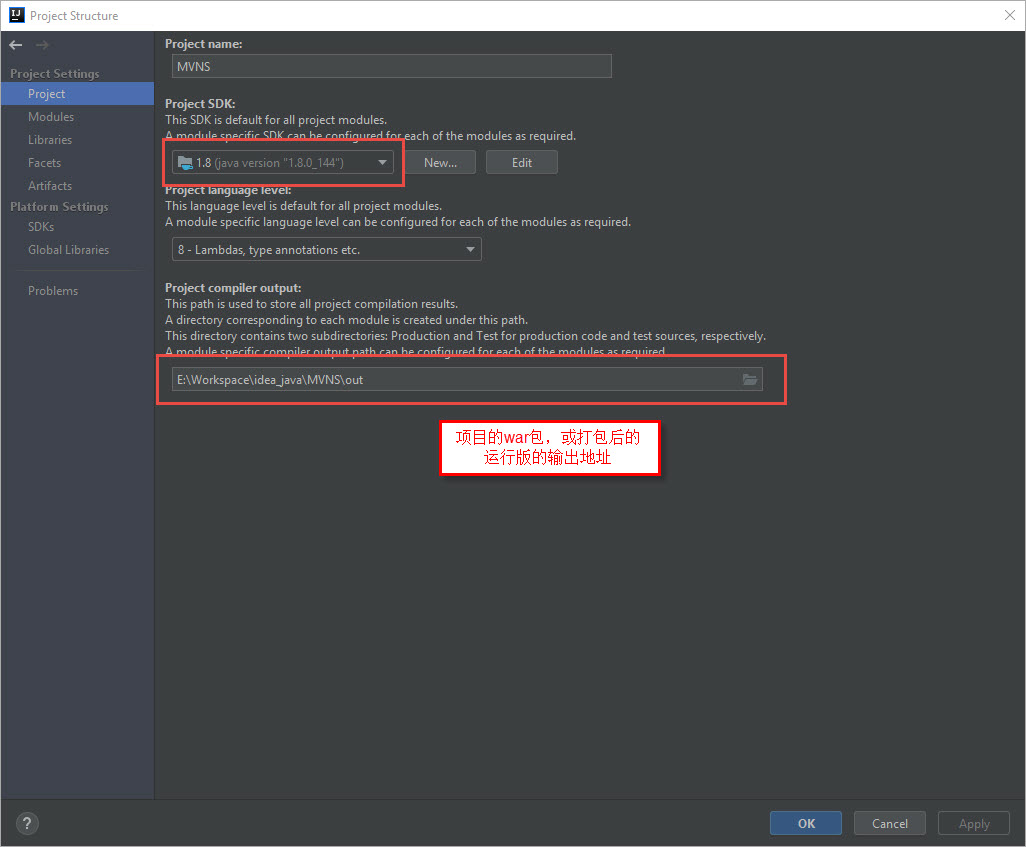 Project Structure
Project Settings
Project
Modules
Libraries
Facets
Artifacts
Platform Settings
SDKs
Global Libraries
Problems
Project name:
MVNS
Project SDK:
This SDK is default for all project modules.
A module specific SDK can be configured for each of the modules as required.
1.8 (java version "1.8.0_144") New... Edit
Project language level:
This language level is default for all project modules.
A module specific language level can be configured for each of the modules as required.
8 - Lambdas, type annotations etc.
Project compiler output:
This path is used to store all project compilation results.
A directory corresponding to each module is created under this path.
This directory contains two subdirectories: Production and Test for production code and test sources, respectively.
A module specific compiler output path can be configured for each of the modules as required.
E:\Workspace\idea_java\MVNS\out
项目的war包，或打包后的
运行版的输出地址
? OK Cancel Apply